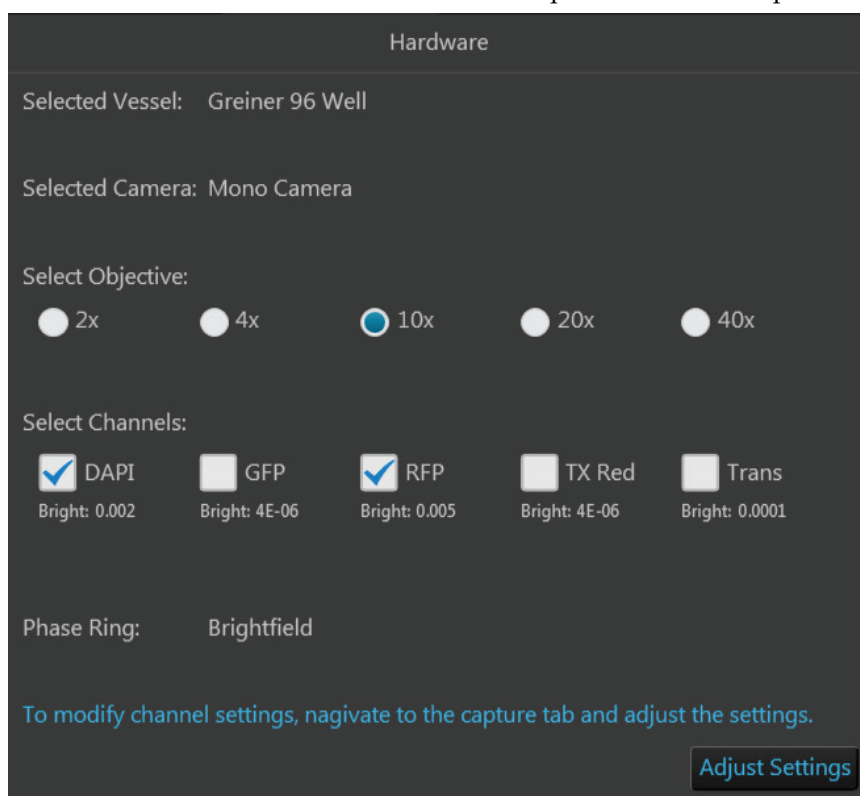 Hardware
Selected Vessel: Greiner 96 Well
Selected Camera: Mono Camera
Select Objective:
2x 4x 10x 20x 40x
Select Channels:
DAPI GFP RFP TX Red Trans
Bright: 0.002 Bright: 4E-06 Bright: 0.005 Bright: 4E-06 Bright: 0.0001
Phase Ring: Brightfield
To modify channel settings, nagivate to the capture tab and adjust the settings.
Adjust Settings